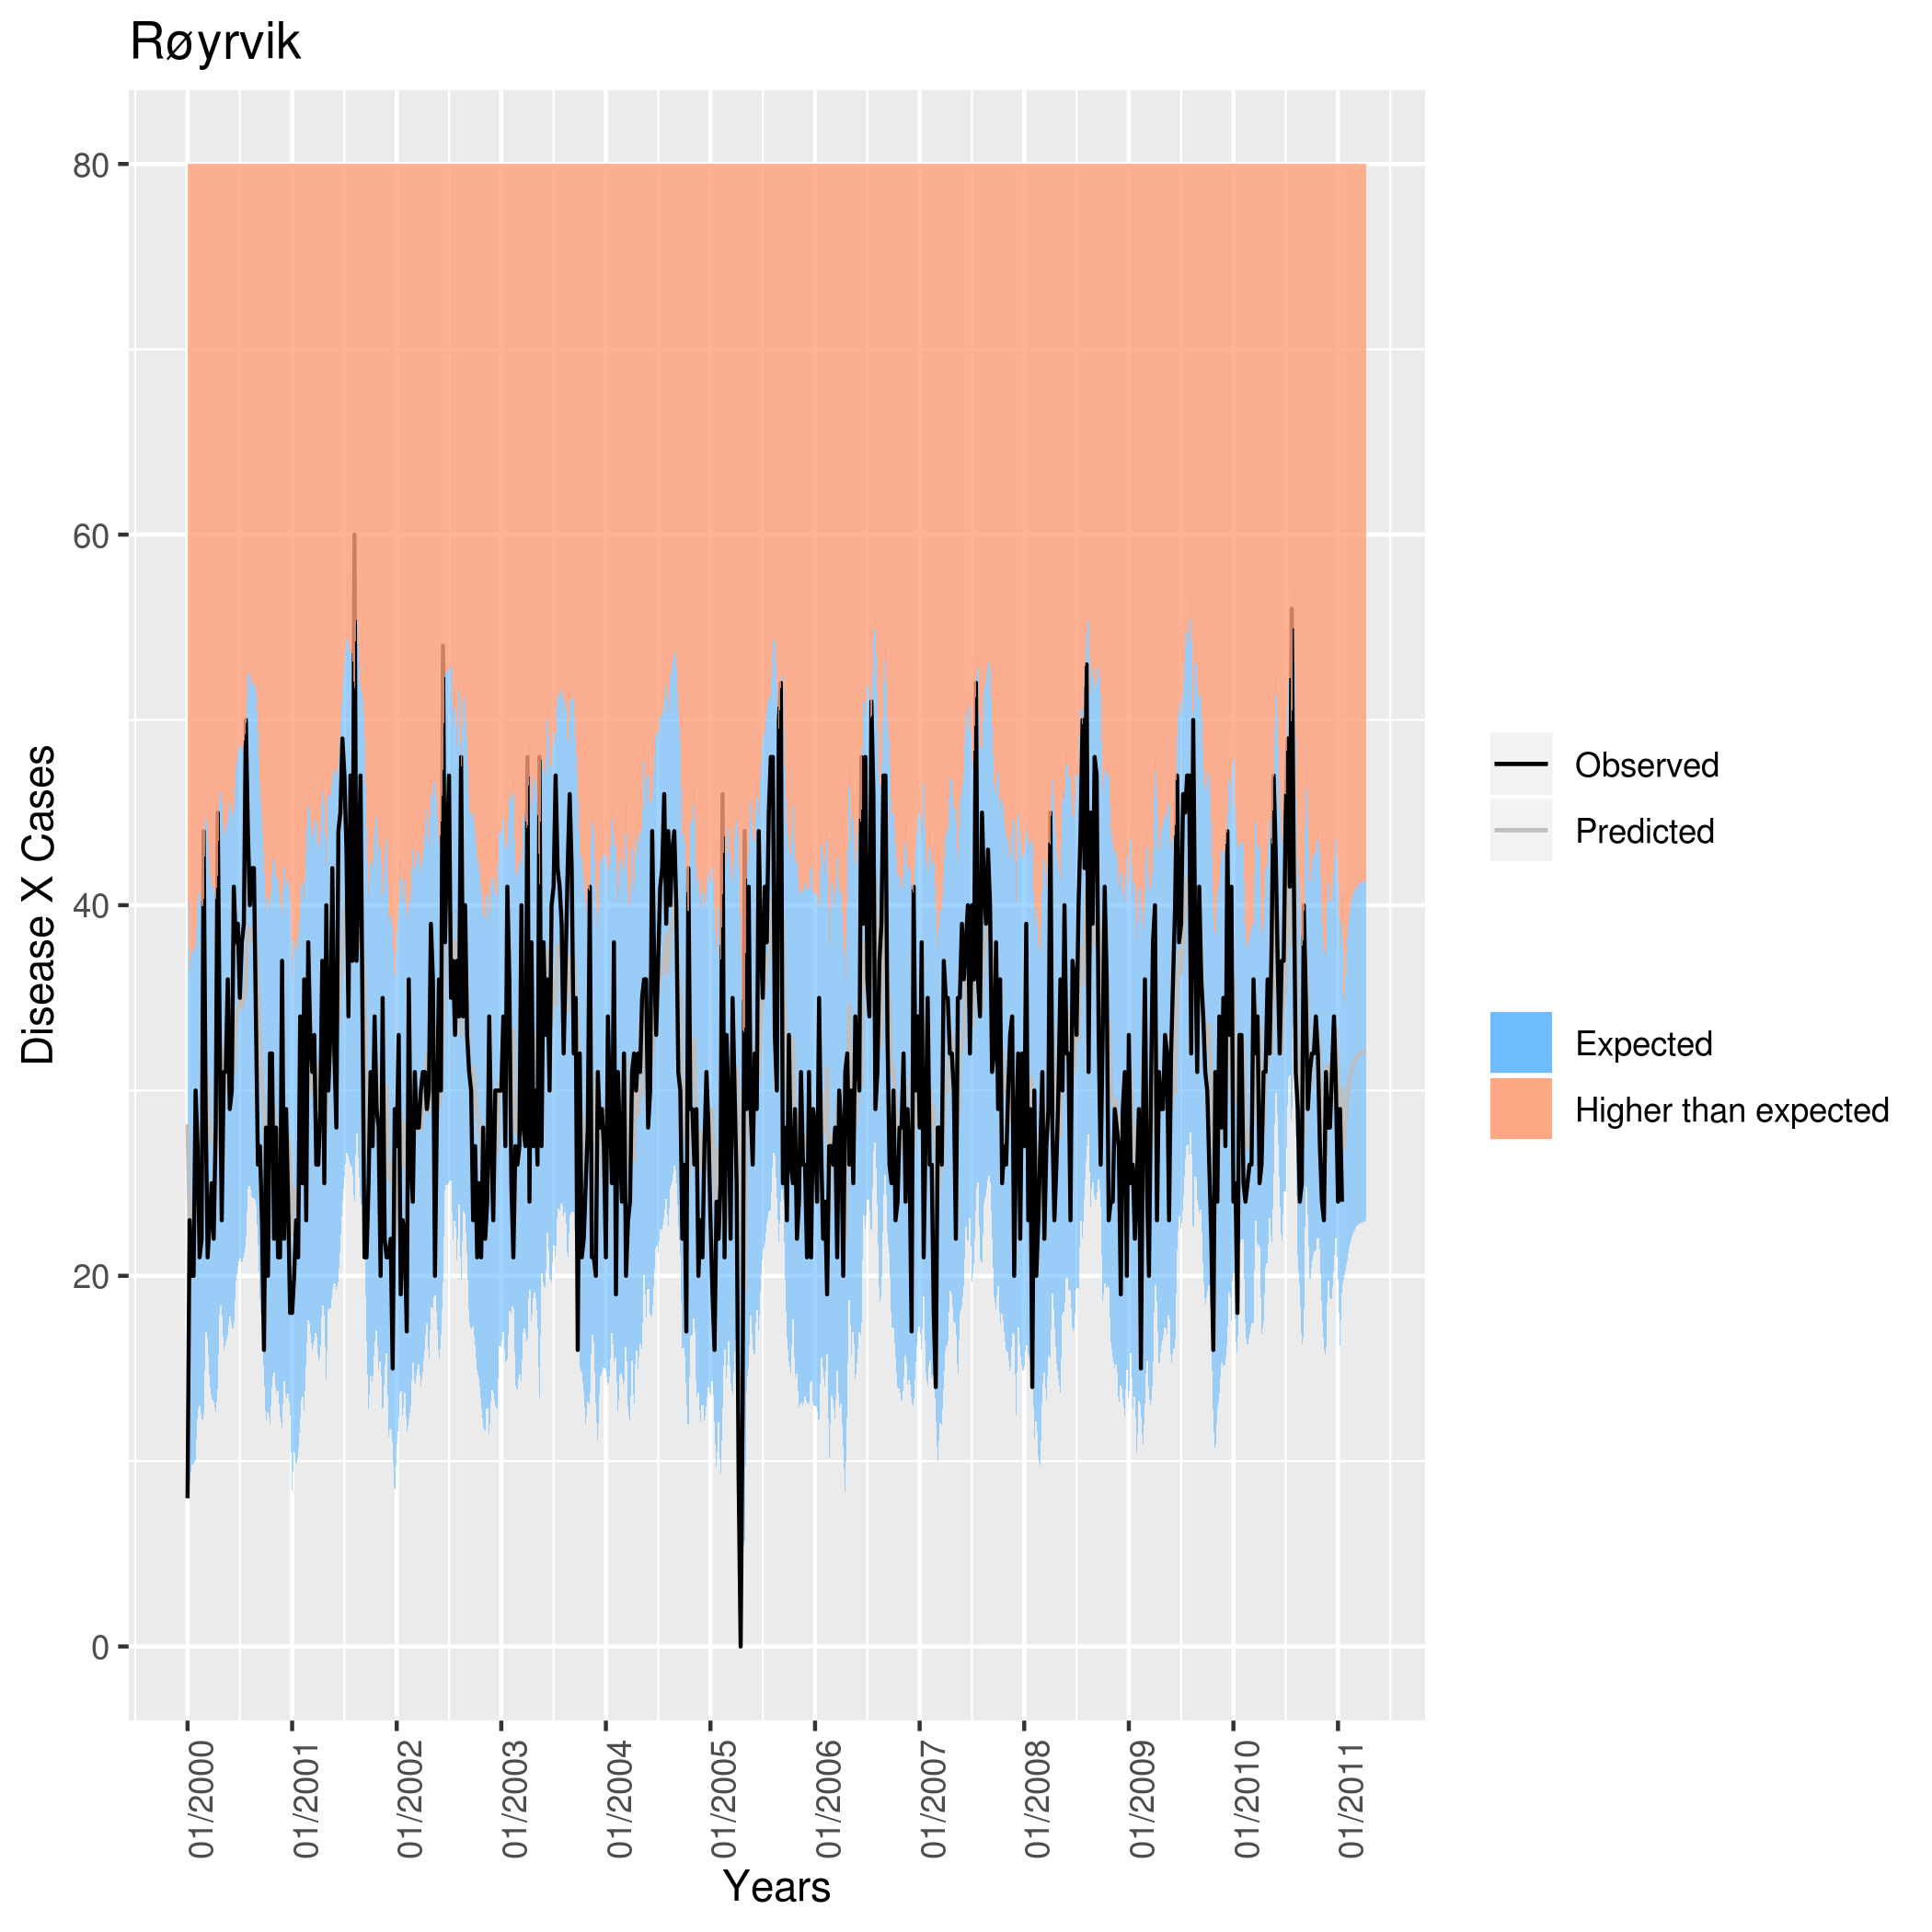 Røyrvik
Disease X Cases
80
60
40
20
0
01/2000
01/2001
01/2002
01/2003
01/2004
01/2005
01/2006
01/2007
01/2008
01/2009
01/2010
01/2011
Years
Observed
Predicted
Expected
Higher than expected